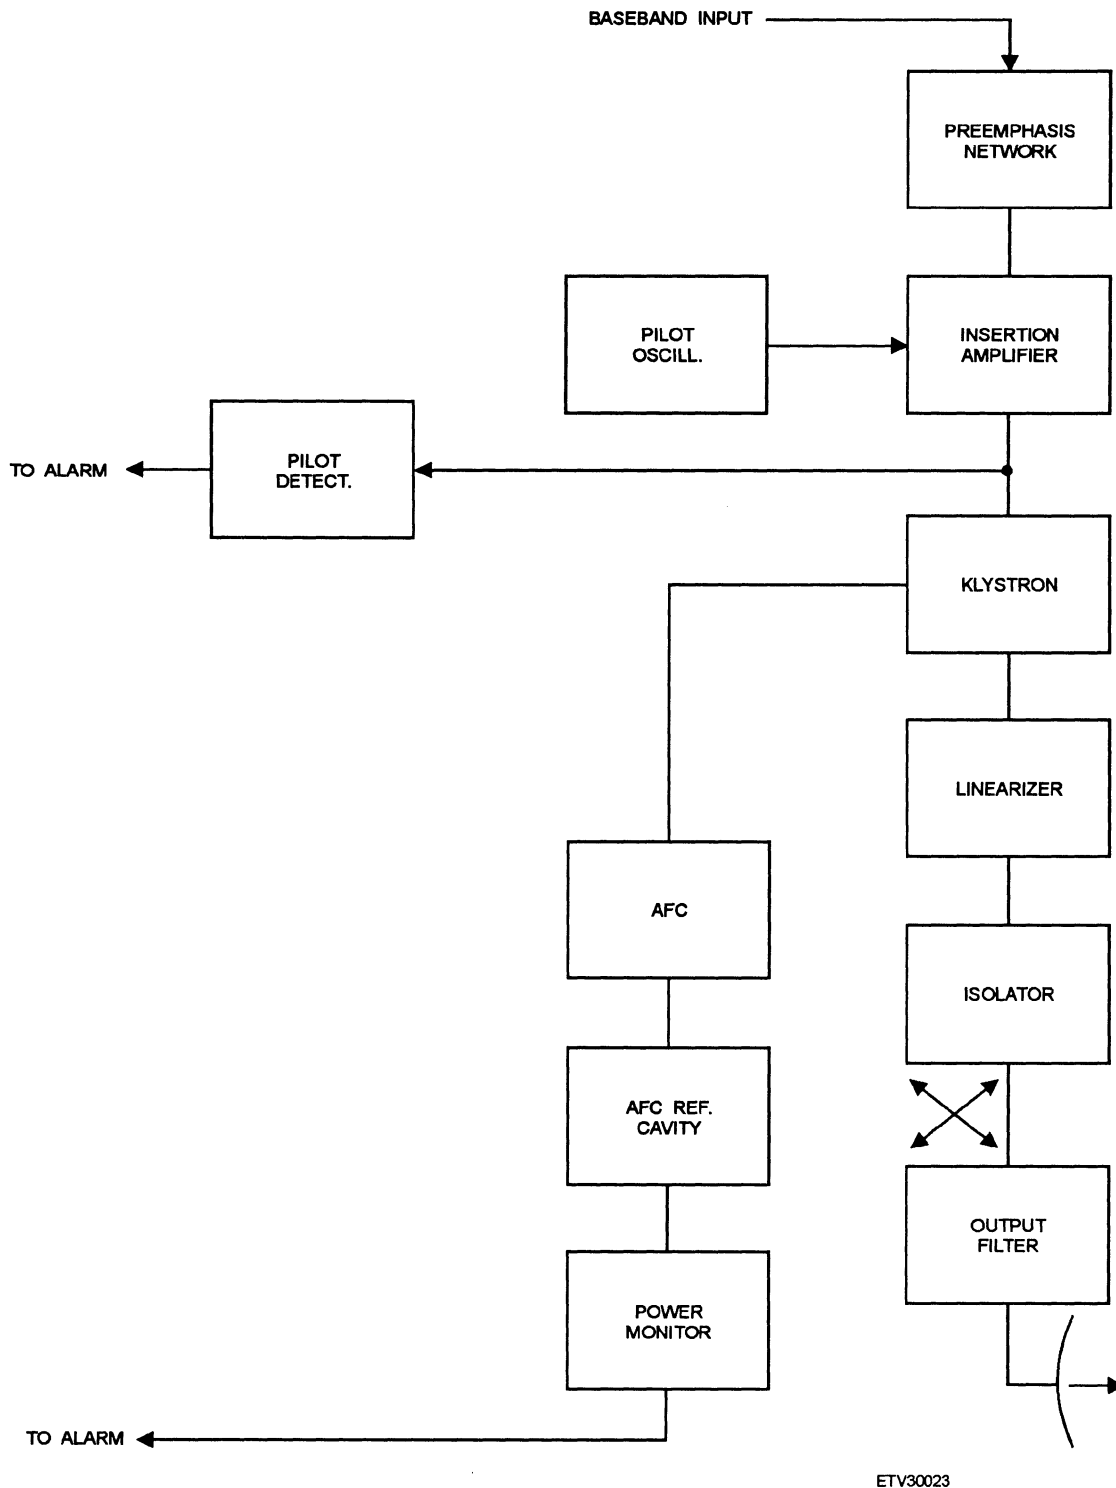 BASEBAND INPUT
PREEMPHASIS
NETWORK
PILOT
OSCILL.
INSERTION
AMPLIFIER
TO ALARM
PILOT
DETECT.
KLYSTRON
LINEARIZER
AFC
ISOLATOR
AFC REF.
CAVITY
OUTPUT
FILTER
POWER
MONITOR
TO ALARM
ETV30023